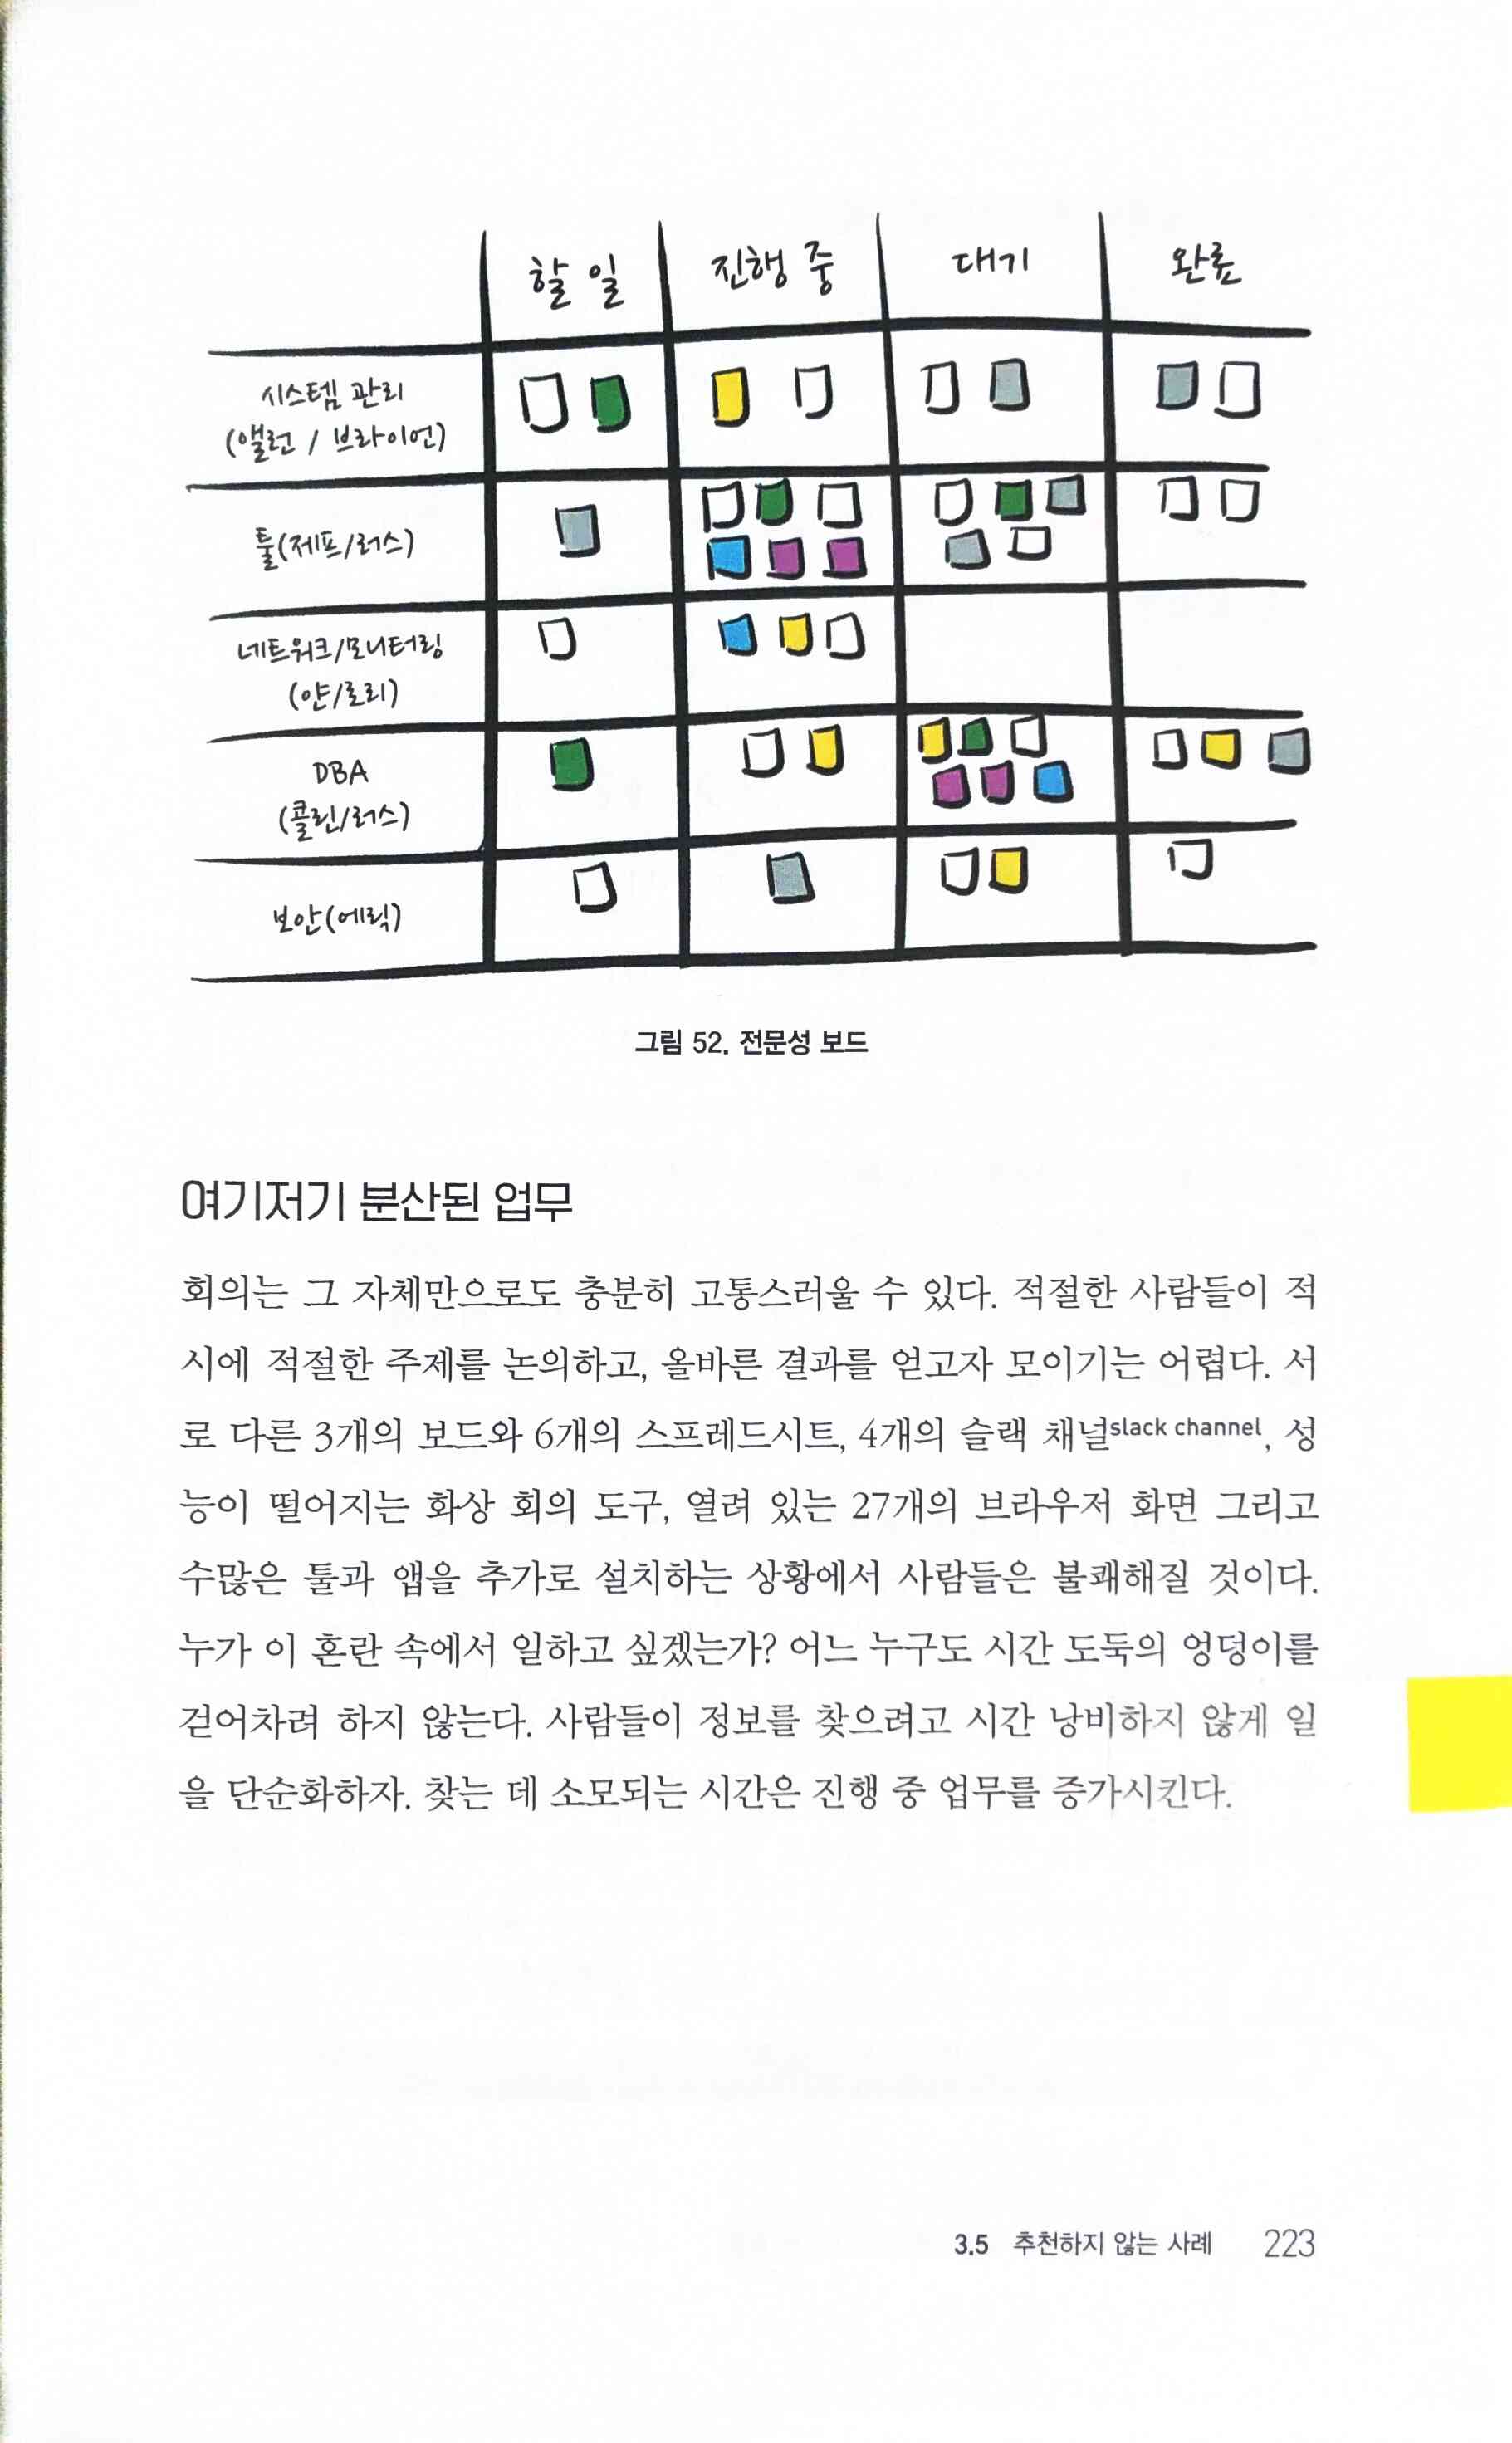 할 일 진행 중 대기 완료
시스템 관리
(앨런 / 브라이언)
툴(제프/러스)
네트워크/모니터링
(얀/로리)
DBA
(콜린/러스)
보안(에릭)
그림 52. 전문성 보드
여기저기 분산된 업무
회의는 그 자체만으로도 충분히 고통스러울 수 있다. 적절한 사람들이 적
시에 적절한 주제를 논의하고, 올바른 결과를 얻고자 모이기는 어렵다. 서
로 다른 3개의 보드와 6개의 스프레드시트, 4개의 슬랙 채널slack channel, 성
능이 떨어지는 화상 회의 도구, 열려 있는 27개의 브라우저 화면 그리고
수많은 툴과 앱을 추가로 설치하는 상황에서 사람들은 불쾌해질 것이다.
누가 이 혼란 속에서 일하고 싶겠는가? 어느 누구도 시간 도둑의 엉덩이를
걷어차려 하지 않는다. 사람들이 정보를 찾으려고 시간 낭비하지 않게 일
을 단순화하자. 찾는 데 소모되는 시간은 진행 중 업무를 증가시킨다.
3.5 추천하지 않는 사례 223